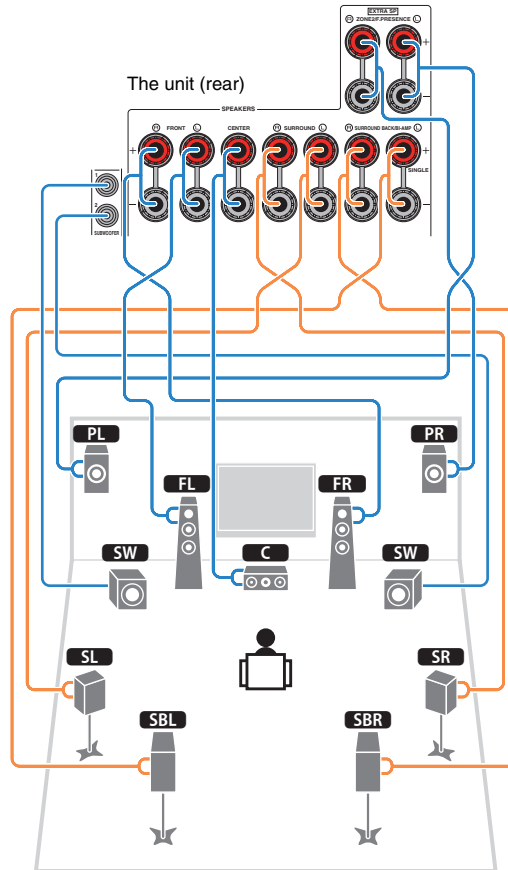 EXTRA SP
R ZONE2/F.PRESENCE L
+
−
The unit (rear)
SPEAKERS
R FRONT L CENTER R SURROUND L R SURROUND BACK/BI-AMP L
+ +
SINGLE
− −
1
2
SUBWOOFER
PL PR
FL FR
SW C SW
SL SR
SBL SBR